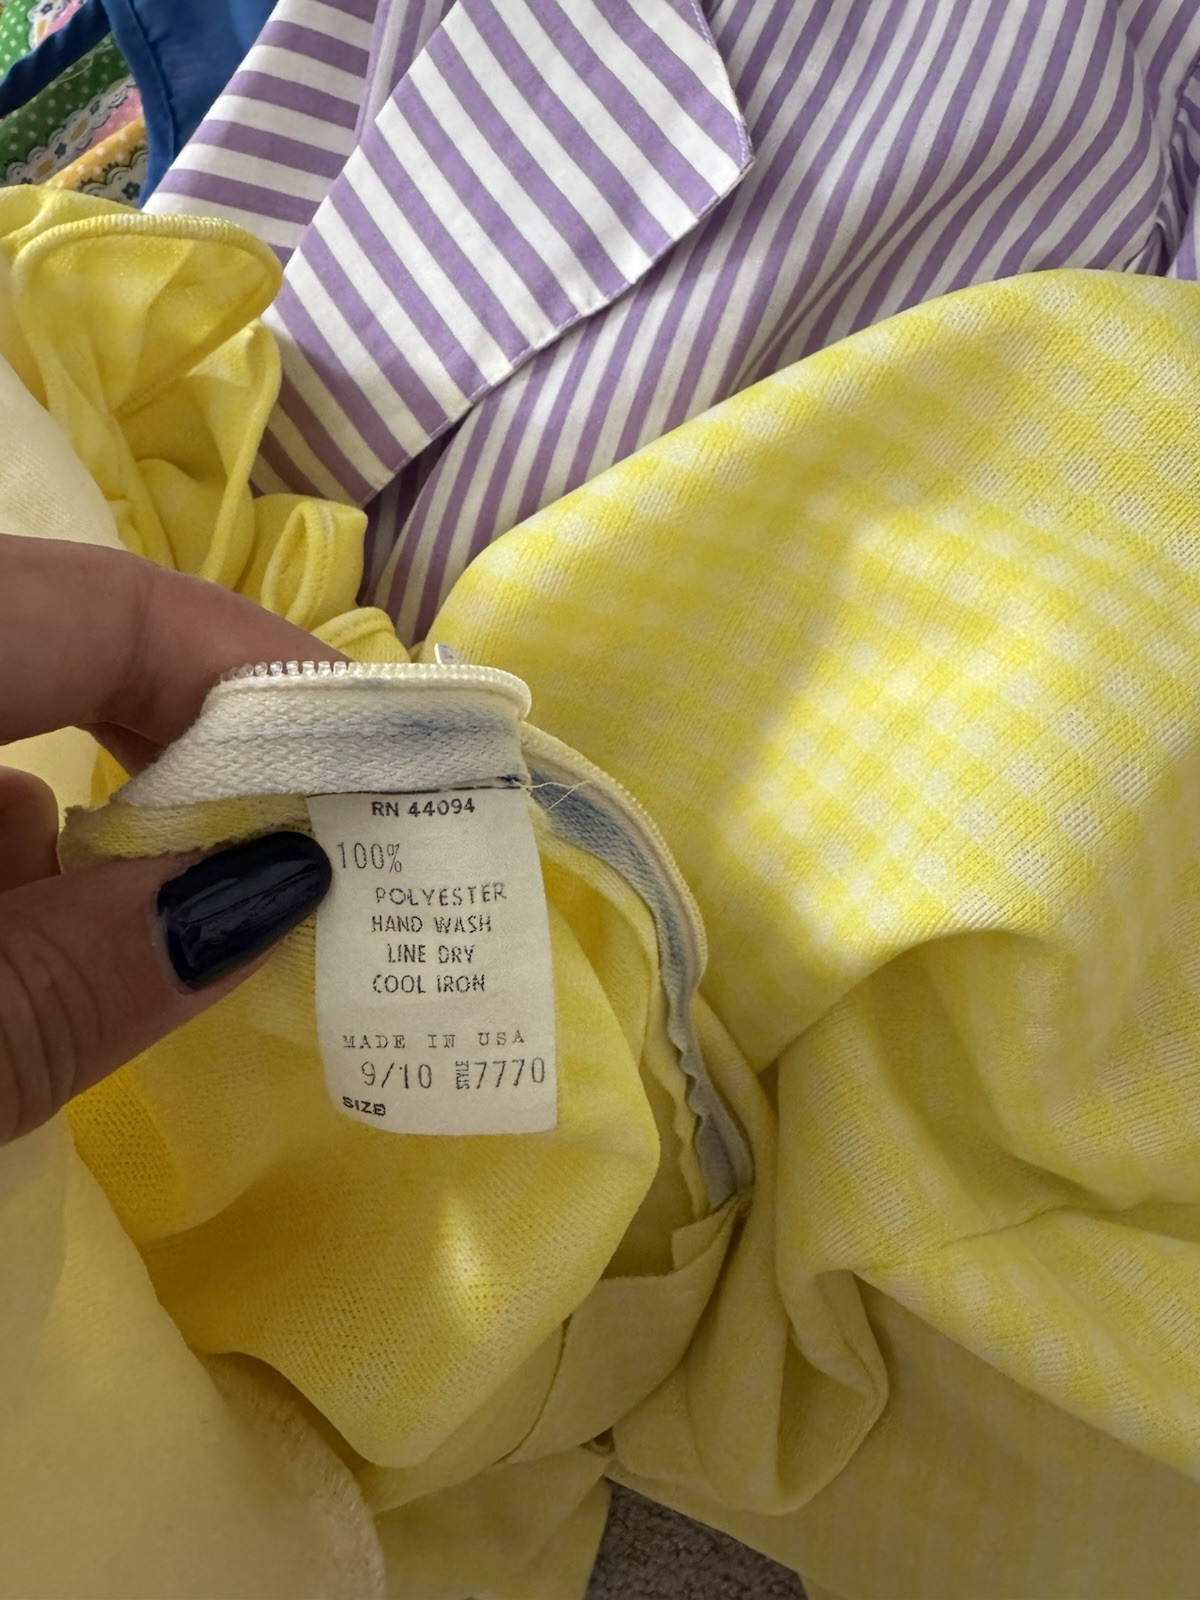 RN 44094
100%
POLYESTER
HAND WASH
LINE DRY
COOL IRON
MADE IN USA
9/10 STYLE 7770
SIZE